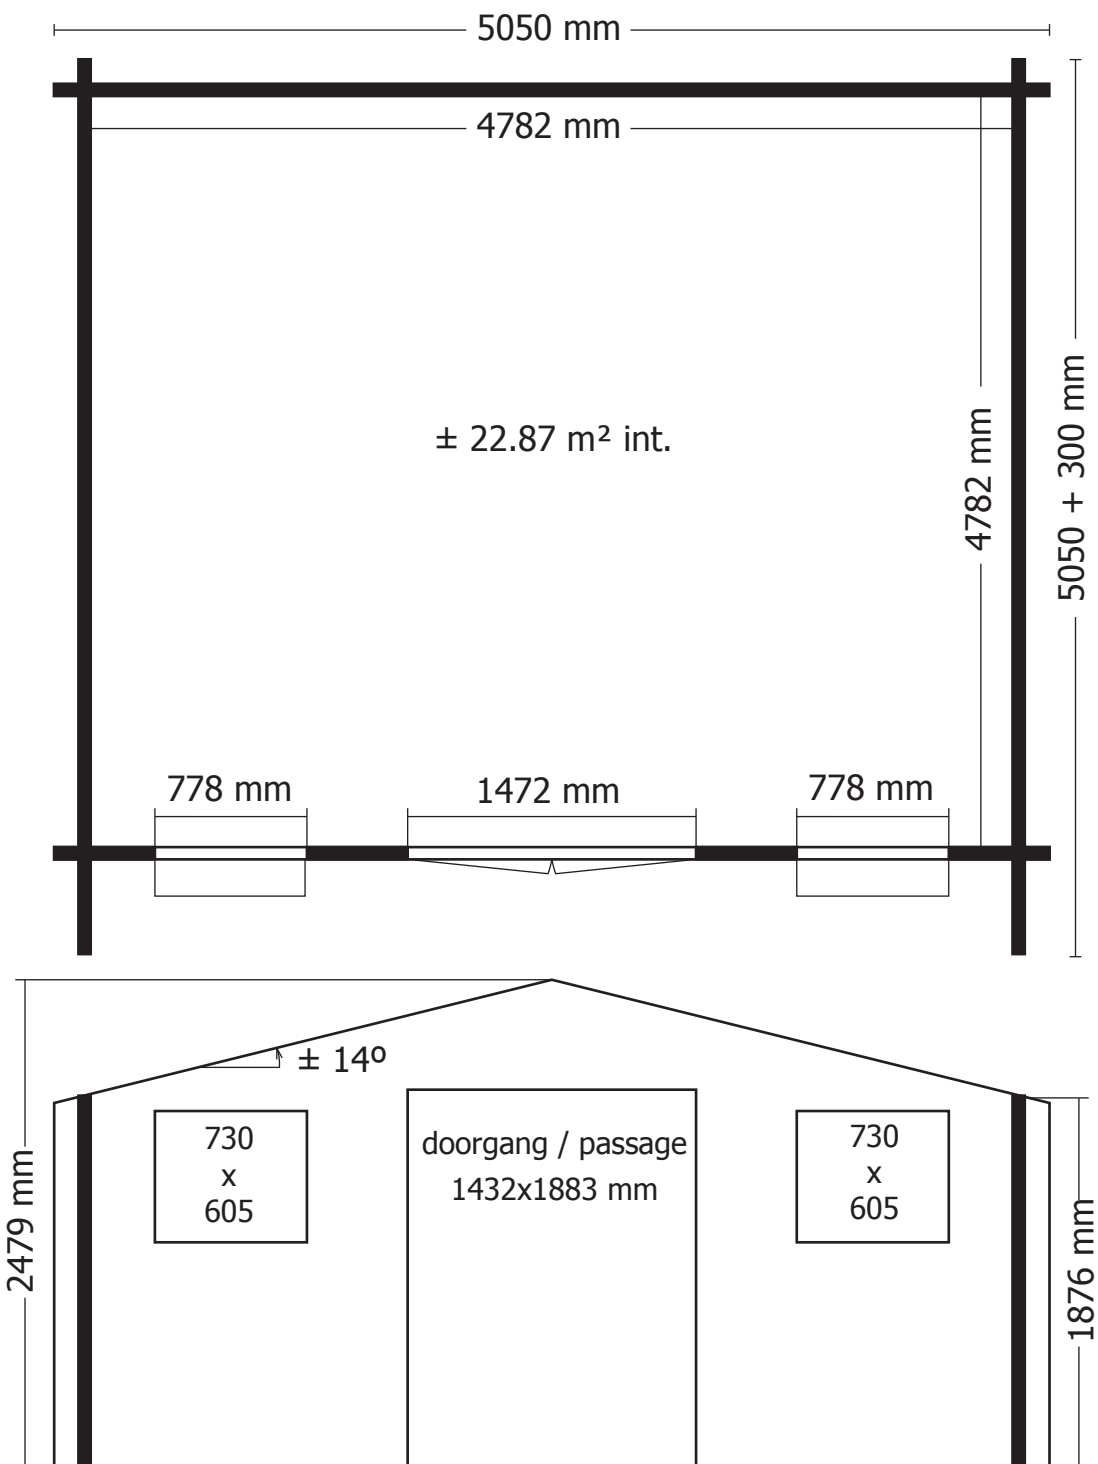 5050 mm
4782 mm
± 22.87 m² int.
4782 mm
5050 + 300 mm
778 mm
1472 mm
778 mm
± 14º
2479 mm
730
x
605
doorgang / passage
1432x1883 mm
730
x
605
1876 mm